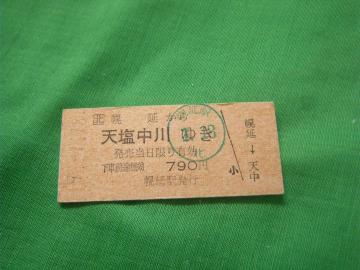 幌延から
天塩中川ゆき
発売当日限り有効
下車前途無効 790円
幌延駅発行
幌延→天中
小